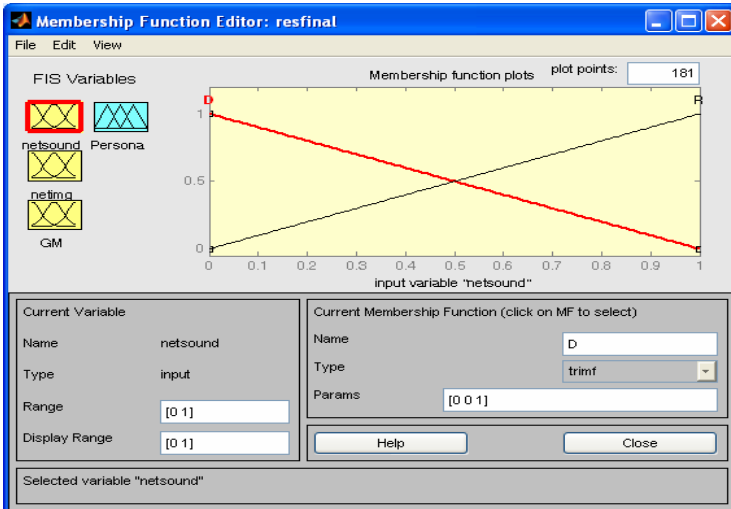 Membership Function Editor: resfinal
File Edit View
FIS Variables
netsound Persona
netimg
GM
Membership function plots plot points: 181
D R
1
0.5
0
0 0.1 0.2 0.3 0.4 0.5 0.6 0.7 0.8 0.9 1
input variable "netsound"
Current Variable
Name netsound
Type input
Range [0 1]
Display Range [0 1]
Current Membership Function (click on MF to select)
Name D
Type trimf
Params [0 0 1]
Help Close
Selected variable "netsound"